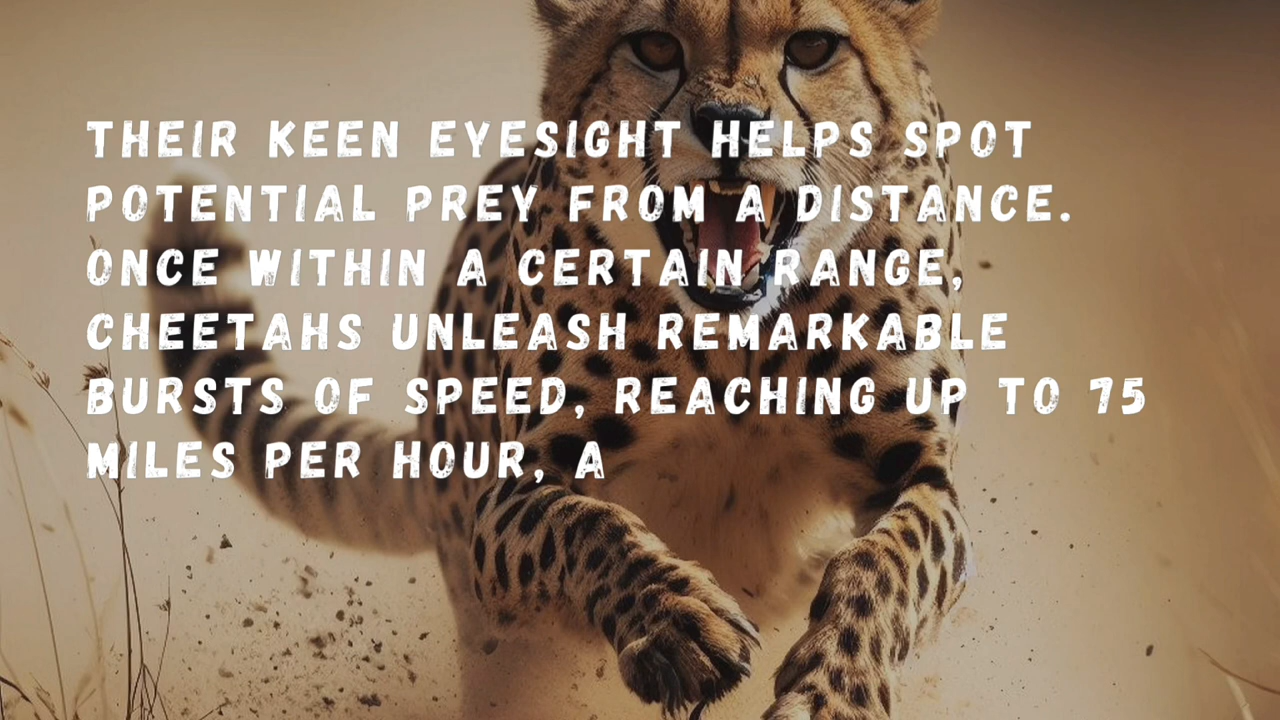 THEIR KEEN EYESIGHT HELPS SPOT
POTENTIAL PREY FROM A DISTANCE.
ONCE WITHIN A CERTAIN RANGE,
CHEETAHS UNLEASH REMARKABLE
BURSTS OF SPEED, REACHING UP TO 75
MILES PER HOUR, A